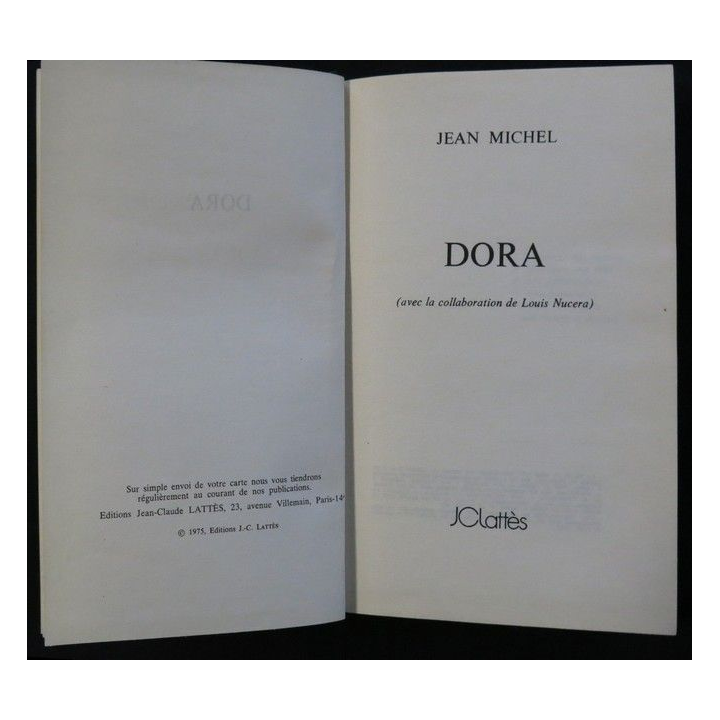 DORA
Sur simple envoi de votre carte nous vous tiendrons
régulièrement au courant de nos publications.
Editions Jean-Claude LATTÈS, 23, avenue Villemain, Paris-14e
© 1975, Editions J.-C. LATTÈS
JEAN MICHEL
DORA
(avec la collaboration de Louis Nucera)
JClattès